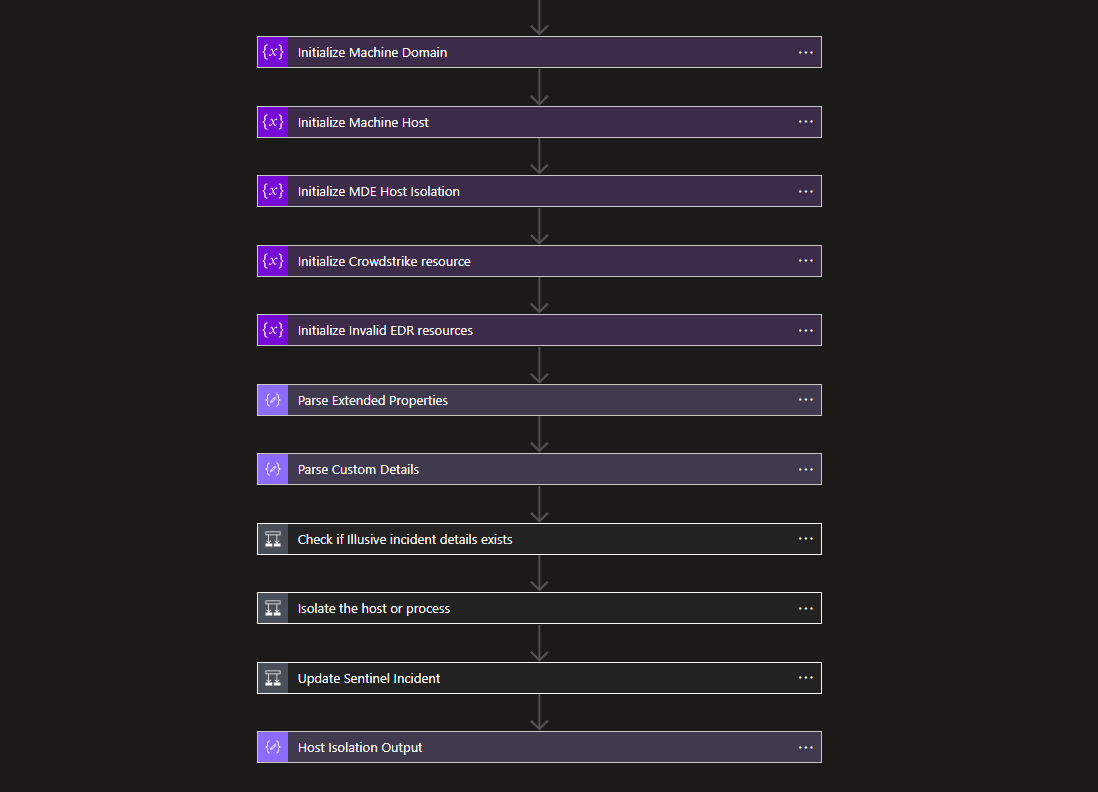 {x} Initialize Machine Domain ...
{x} Initialize Machine Host ...
{x} Initialize MDE Host Isolation ...
{x} Initialize Crowdstrike resource ...
{x} Initialize Invalid EDR resources ...
Parse Extended Properties ...
Parse Custom Details ...
Check if Illusive incident details exists ...
Isolate the host or process ...
Update Sentinel Incident ...
Host Isolation Output ...